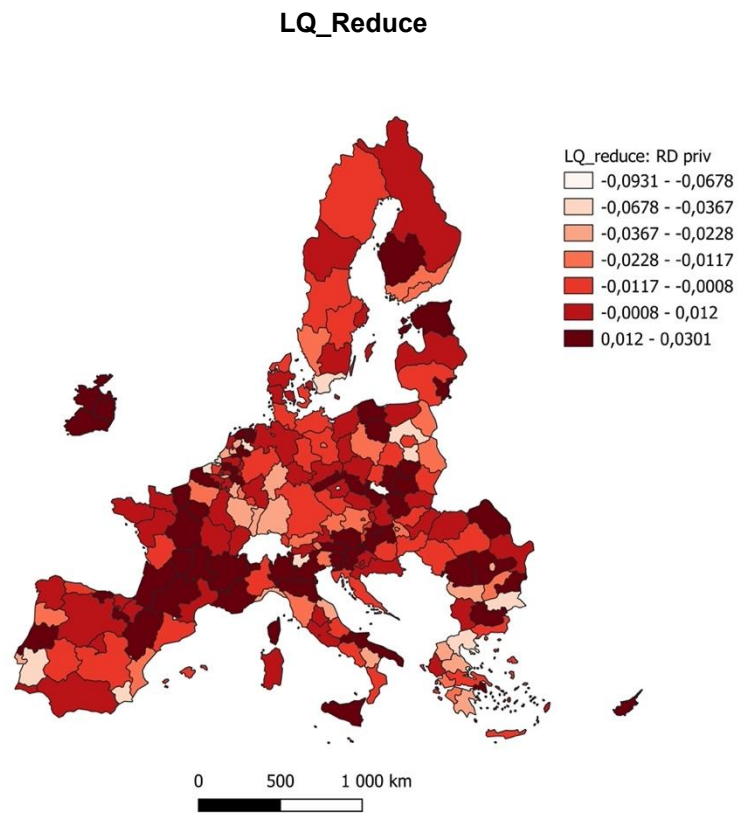 LQ_Reduce
LQ_reduce: RD priv
-0,0931 - -0,0678
-0,0678 - -0,0367
-0,0367 - -0,0228
-0,0228 - -0,0117
-0,0117 - -0,0008
-0,0008 - 0,012
0,012 - 0,0301
0 500 1 000 km